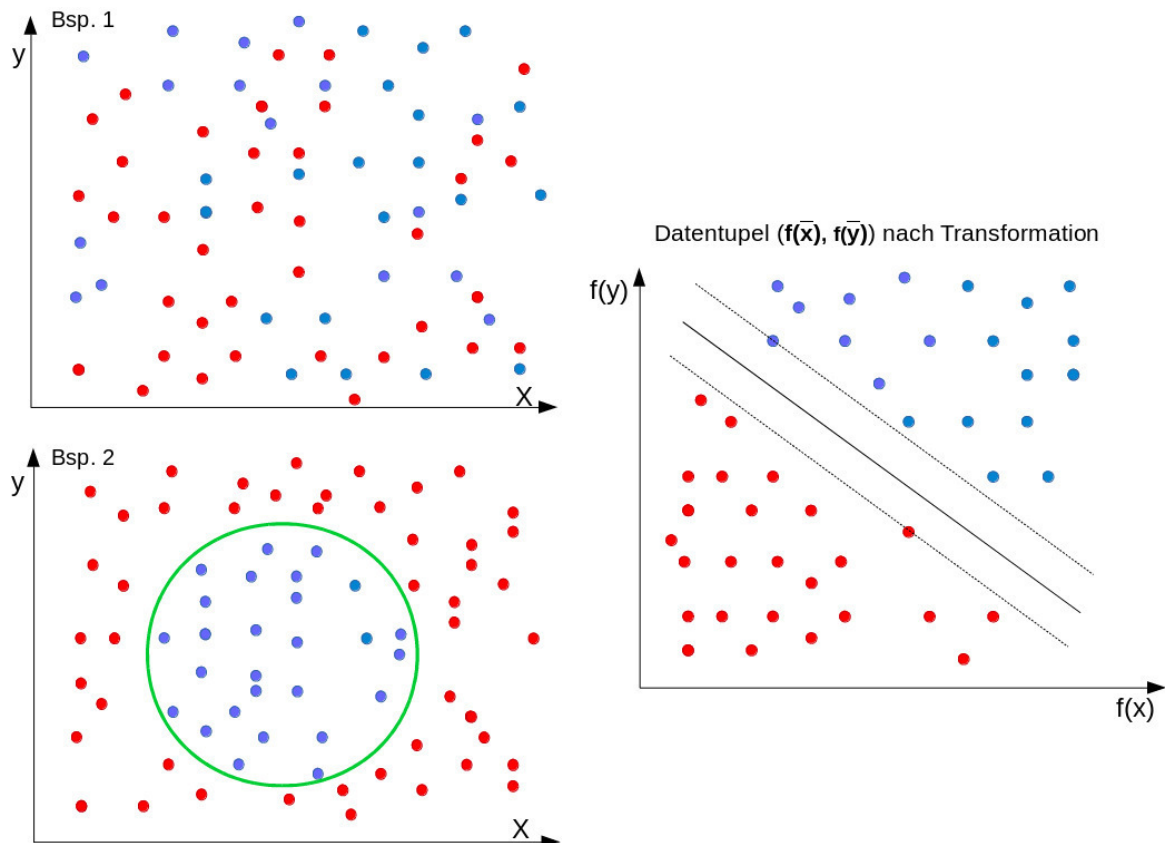 Bsp. 1
y
X
Bsp. 2
y
X
Datentupel (f(x̅), f(y̅)) nach Transformation
f(y)
f(x)